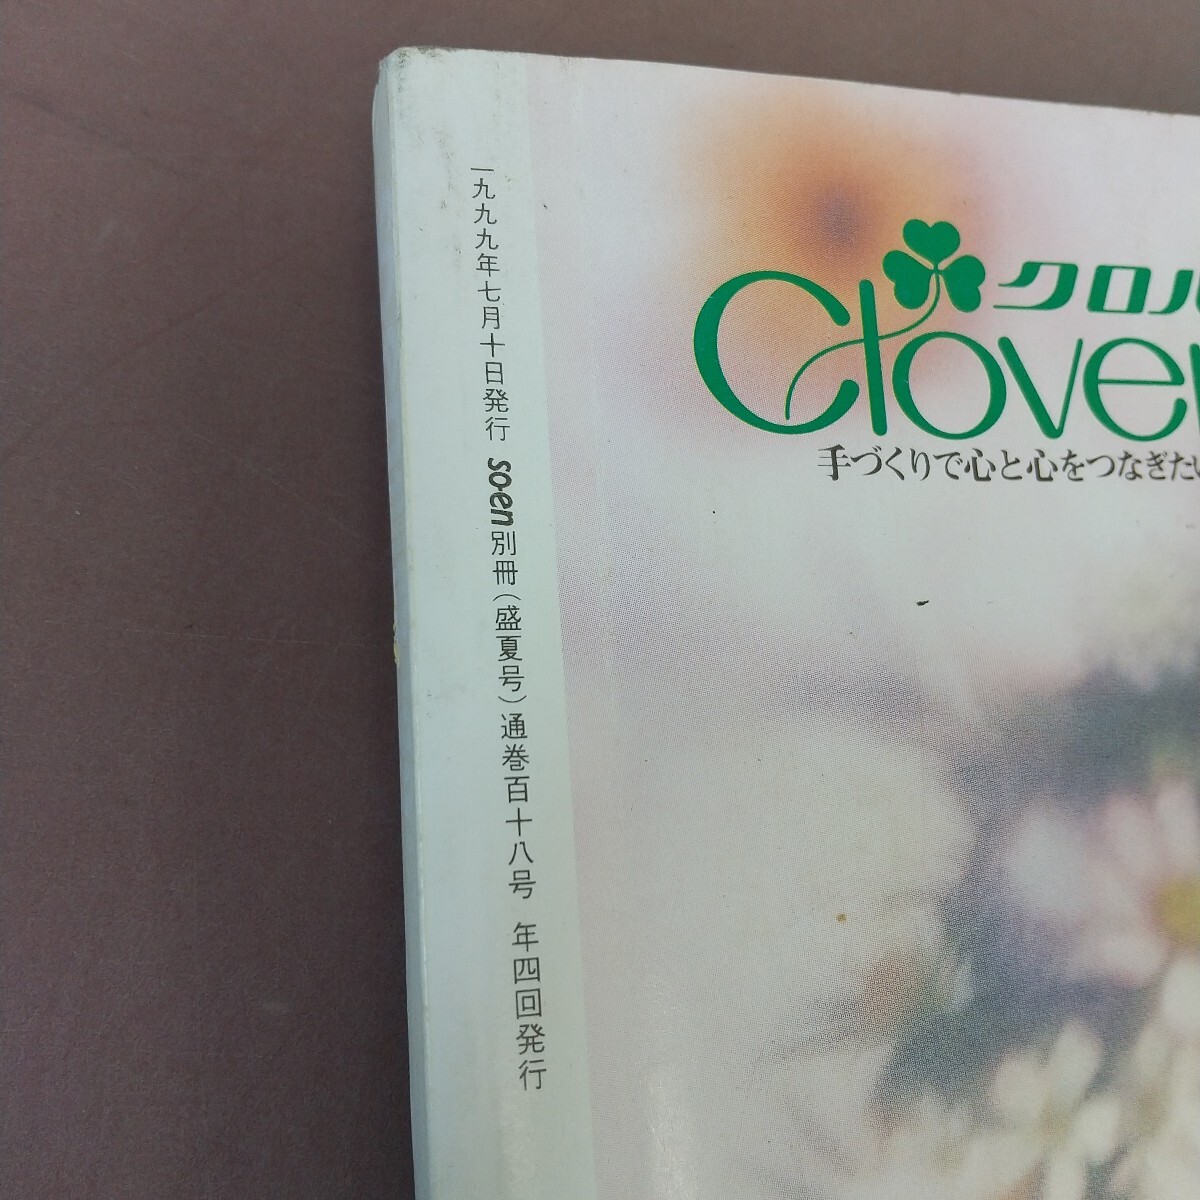 一九九九年七月十日発行 so-en別冊(盛夏号)通巻百十八号 年四回発行
クロバ
Clover
手づくりで心と心をつなぎたい